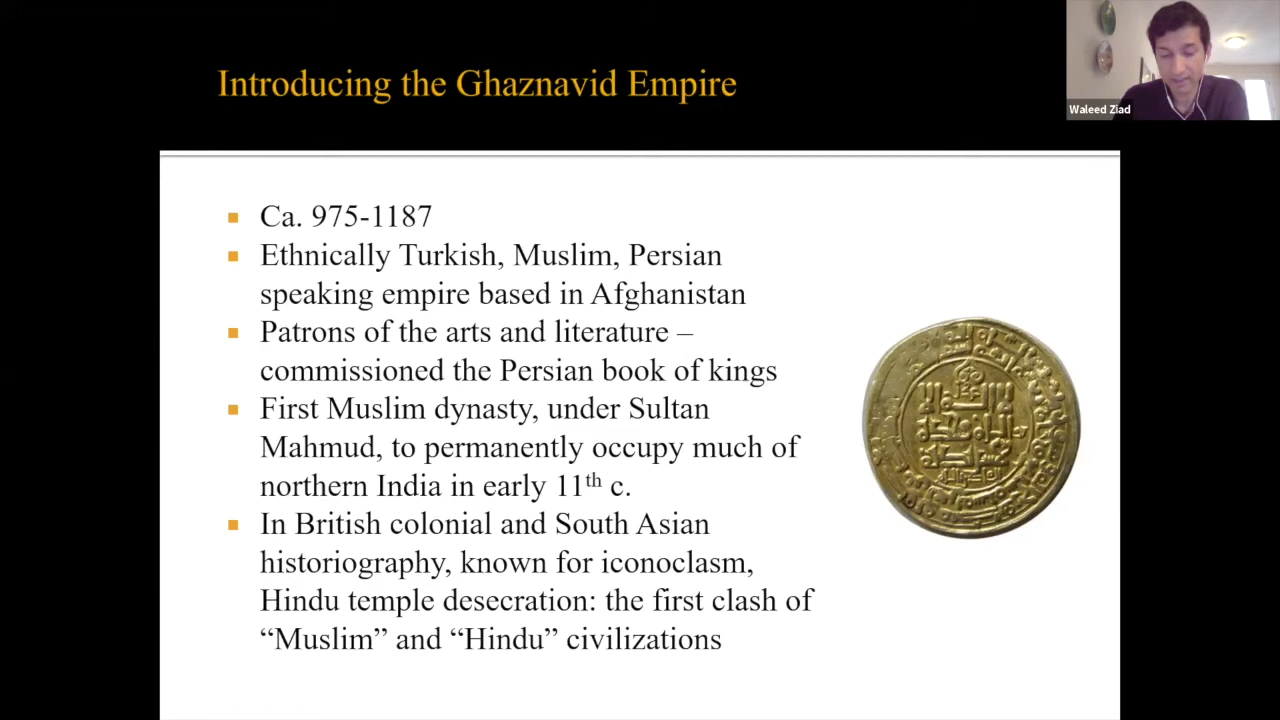 Introducing the Ghaznavid Empire
Waleed Ziad
Ca. 975-1187
Ethnically Turkish, Muslim, Persian
speaking empire based in Afghanistan
Patrons of the arts and literature –
commissioned the Persian book of kings
First Muslim dynasty, under Sultan
Mahmud, to permanently occupy much of
northern India in early 11th c.
In British colonial and South Asian
historiography, known for iconoclasm,
Hindu temple desecration: the first clash of
“Muslim” and “Hindu” civilizations